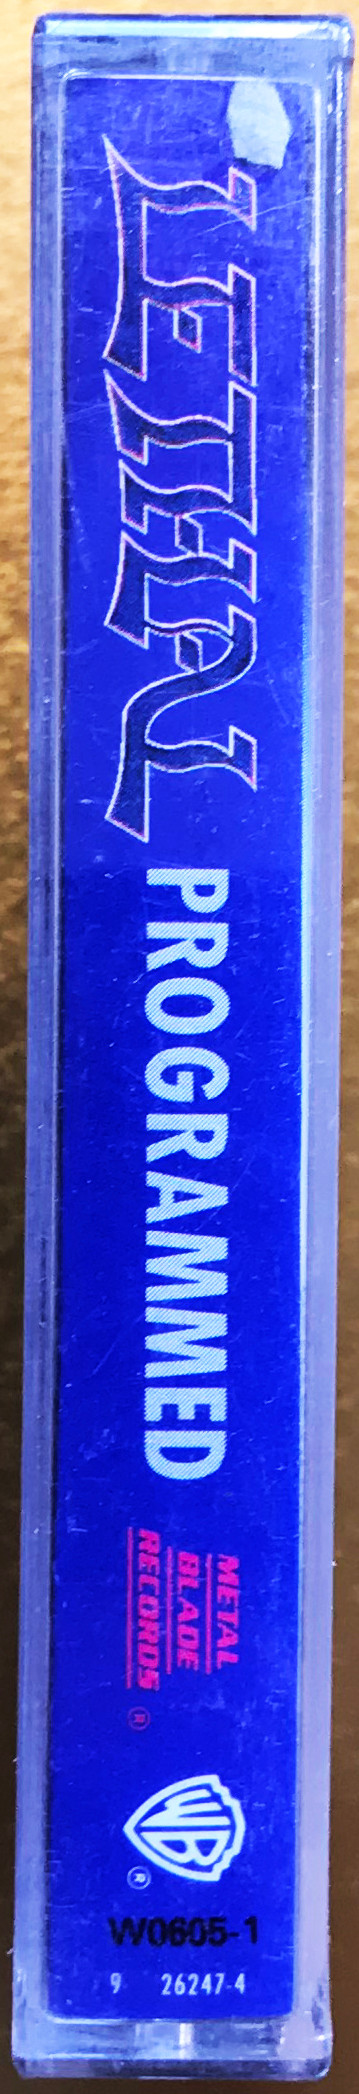 LETHAL
PROGRAMMED
METAL
BLADE
RECORDS
®
WB
®
W0605-1
9 26247-4